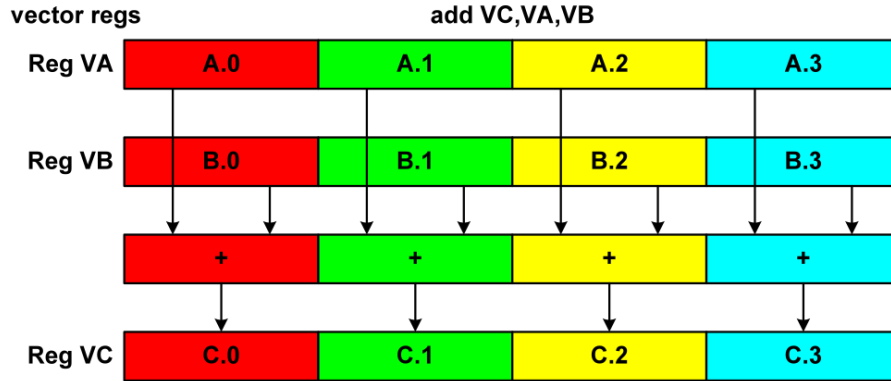 vector regs add VC,VA,VB
Reg VA A.0 A.1 A.2 A.3
Reg VB B.0 B.1 B.2 B.3
+ + + +
Reg VC C.0 C.1 C.2 C.3